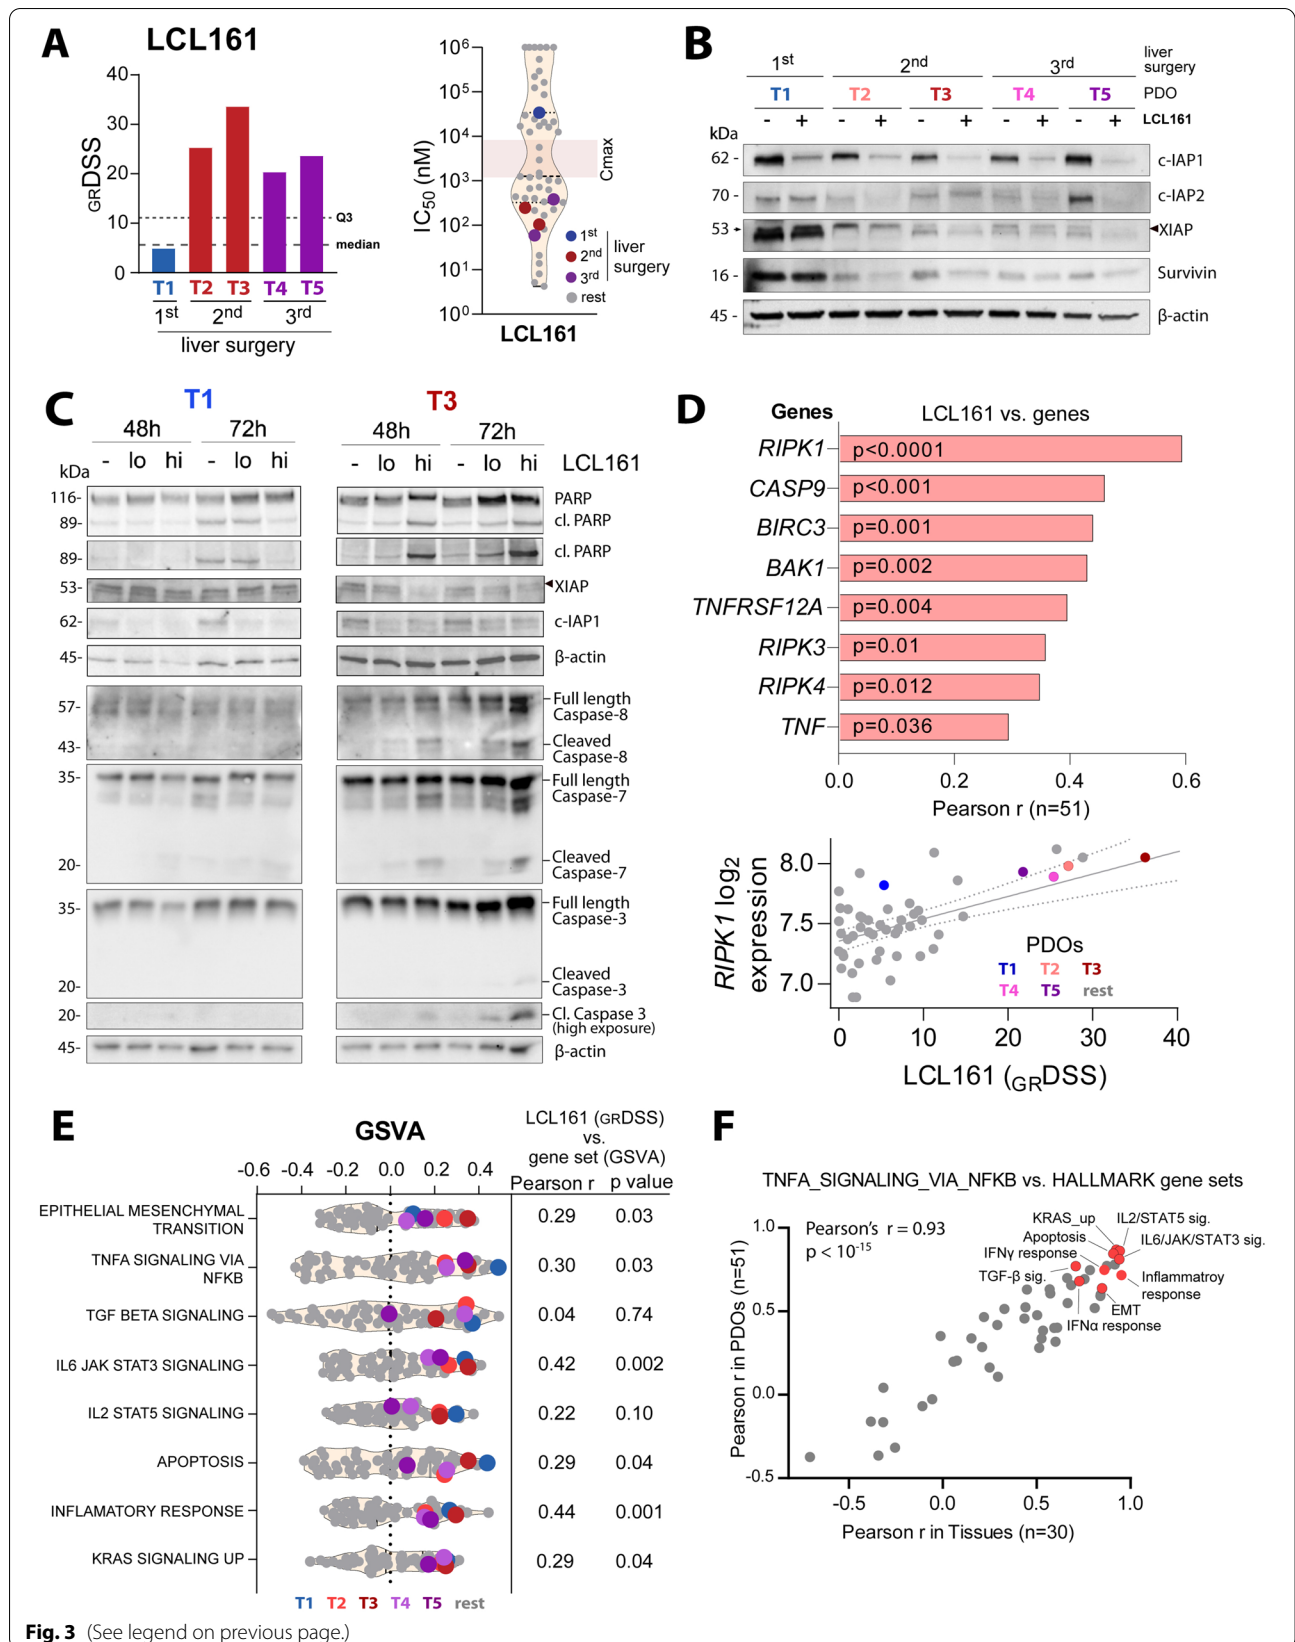 A
LCL161
GRDSS
40
30
20
10
0
Q3
median
T1 T2 T3 T4 T5
1st 2nd 3rd
liver surgery
IC50 (nM)
10^6
10^5
10^4
10^3
10^2
10^1
10^0
Cmax
1st
2nd
3rd
liver
surgery
rest
LCL161
B
1st 2nd 3rd liver
surgery
T1 T2 T3 T4 T5 PDO
- + - + - + - + - + LCL161
kDa
62 - c-IAP1
70 - c-IAP2
53 XIAP
16 - Survivin
45 - β-actin
C
T1 T3
48h 72h 48h 72h
- lo hi - lo hi - lo hi - lo hi LCL161
kDa
116- PARP
89- cl. PARP
89- cl. PARP
53- XIAP
62- c-IAP1
45- β-actin
57- Full length
Caspase-8
43- Cleaved
Caspase-8
35- Full length
Caspase-7
20- Cleaved
Caspase-7
35- Full length
Caspase-3
20- Cleaved
Caspase-3
20- Cl. Caspase 3
(high exposure)
45- β-actin
D
Genes LCL161 vs. genes
RIPK1 p<0.0001
CASP9 p<0.001
BIRC3 p=0.001
BAK1 p=0.002
TNFRSF12A p=0.004
RIPK3 p=0.01
RIPK4 p=0.012
TNF p=0.036
0.0 0.2 0.4 0.6
Pearson r (n=51)
RIPK1 log2
expression
8.0
7.5
7.0
PDOs
T1 T2 T3
T4 T5 rest
0 10 20 30 40
LCL161 (GRDSS)
E
GSVA
LCL161 (GRDSS)
vs.
gene set (GSVA)
-0.6 -0.4 -0.2 0.0 0.2 0.4 Pearson r p value
EPITHELIAL MESENCHYMAL
TRANSITION 0.29 0.03
TNFA SIGNALING VIA
NFKB 0.30 0.03
TGF BETA SIGNALING 0.04 0.74
IL6 JAK STAT3 SIGNALING 0.42 0.002
IL2 STAT5 SIGNALING 0.22 0.10
APOPTOSIS 0.29 0.04
INFLAMATORY RESPONSE 0.44 0.001
KRAS SIGNALING UP 0.29 0.04
T1 T2 T3 T4 T5 rest
F
TNFA_SIGNALING_VIA_NFKB vs. HALLMARK gene sets
Pearson r in PDOs (n=51)
1.0
0.5
0.0
-0.5
Pearson's r = 0.93
p < 10^-15
KRAS_up IL2/STAT5 sig.
Apoptosis IL6/JAK/STAT3 sig.
IFNγ response
TGF-β sig. Inflammatroy
response
EMT
IFNα response
-0.5 0.0 0.5 1.0
Pearson r in Tissues (n=30)
Fig. 3 (See legend on previous page.)